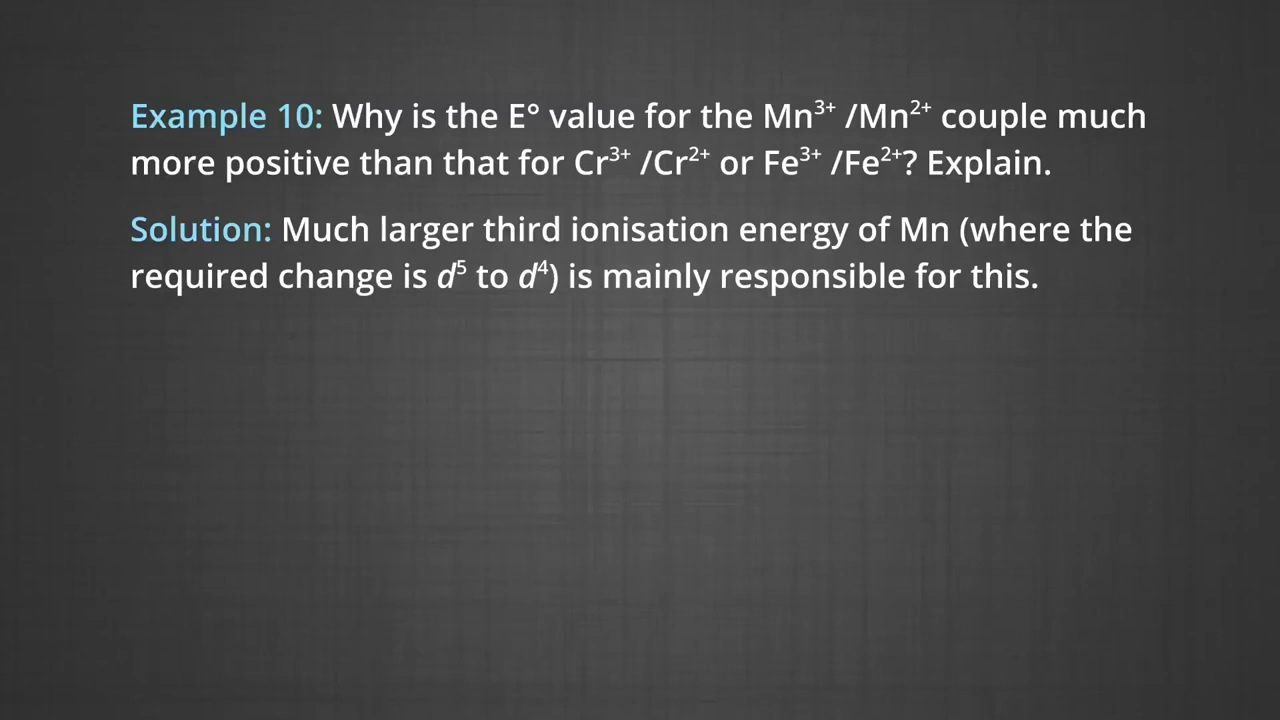 Example 10: Why is the E° value for the Mn³⁺ /Mn²⁺ couple much
more positive than that for Cr³⁺ /Cr²⁺ or Fe³⁺ /Fe²⁺? Explain.
Solution: Much larger third ionisation energy of Mn (where the
required change is d⁵ to d⁴) is mainly responsible for this.